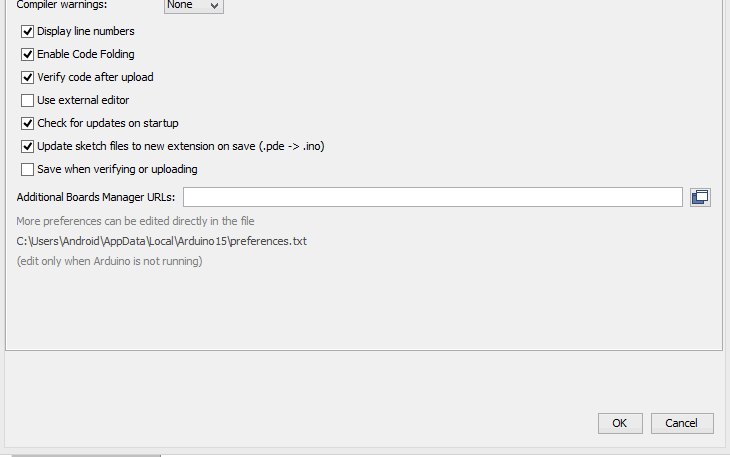 Compiler warnings: None
Display line numbers
Enable Code Folding
Verify code after upload
Use external editor
Check for updates on startup
Update sketch files to new extension on save (.pde -> .ino)
Save when verifying or uploading
Additional Boards Manager URLs:
More preferences can be edited directly in the file
C:\Users\Android\AppData\Local\Arduino15\preferences.txt
(edit only when Arduino is not running)
OK Cancel